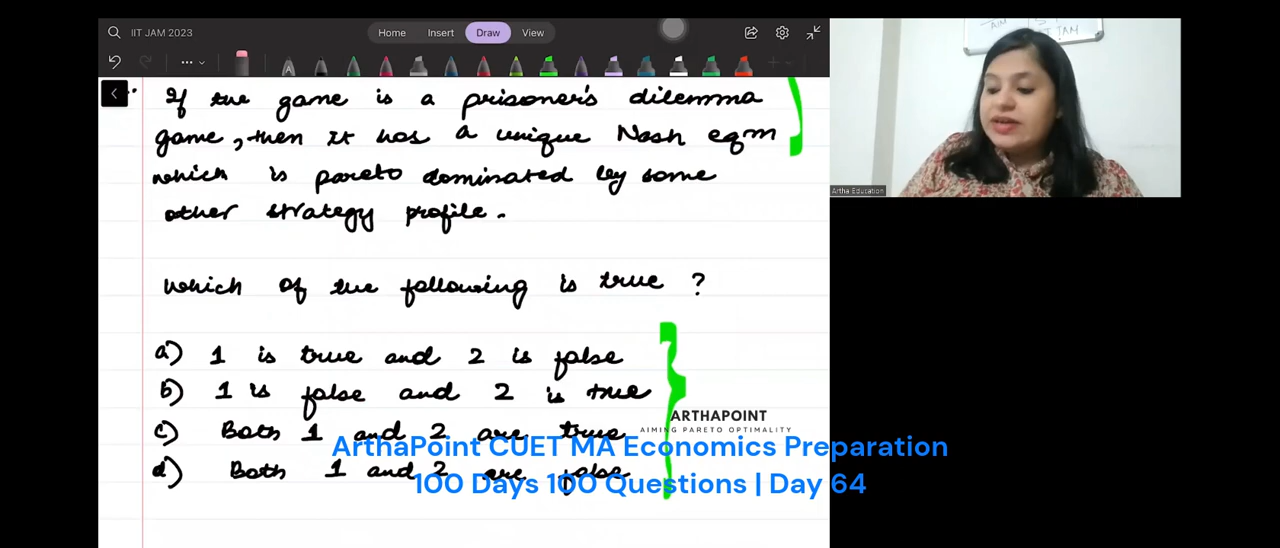 IIT JAM 2023
Home Insert Draw View
If the game is a prisoner's dilemma
game, then it has a unique Nash eqm
which is pareto dominated by some
other strategy profile.
Artha Education
Which of the following is true ?
a) 1 is true and 2 is false
b) 1 is false and 2 is true
c) Both 1 and 2 are true
d) Both 1 and 2 are false
ARTHAPOINT
AIMING PARETO OPTIMALITY
ArthaPoint CUET MA Economics Preparation
100 Days 100 Questions | Day 64